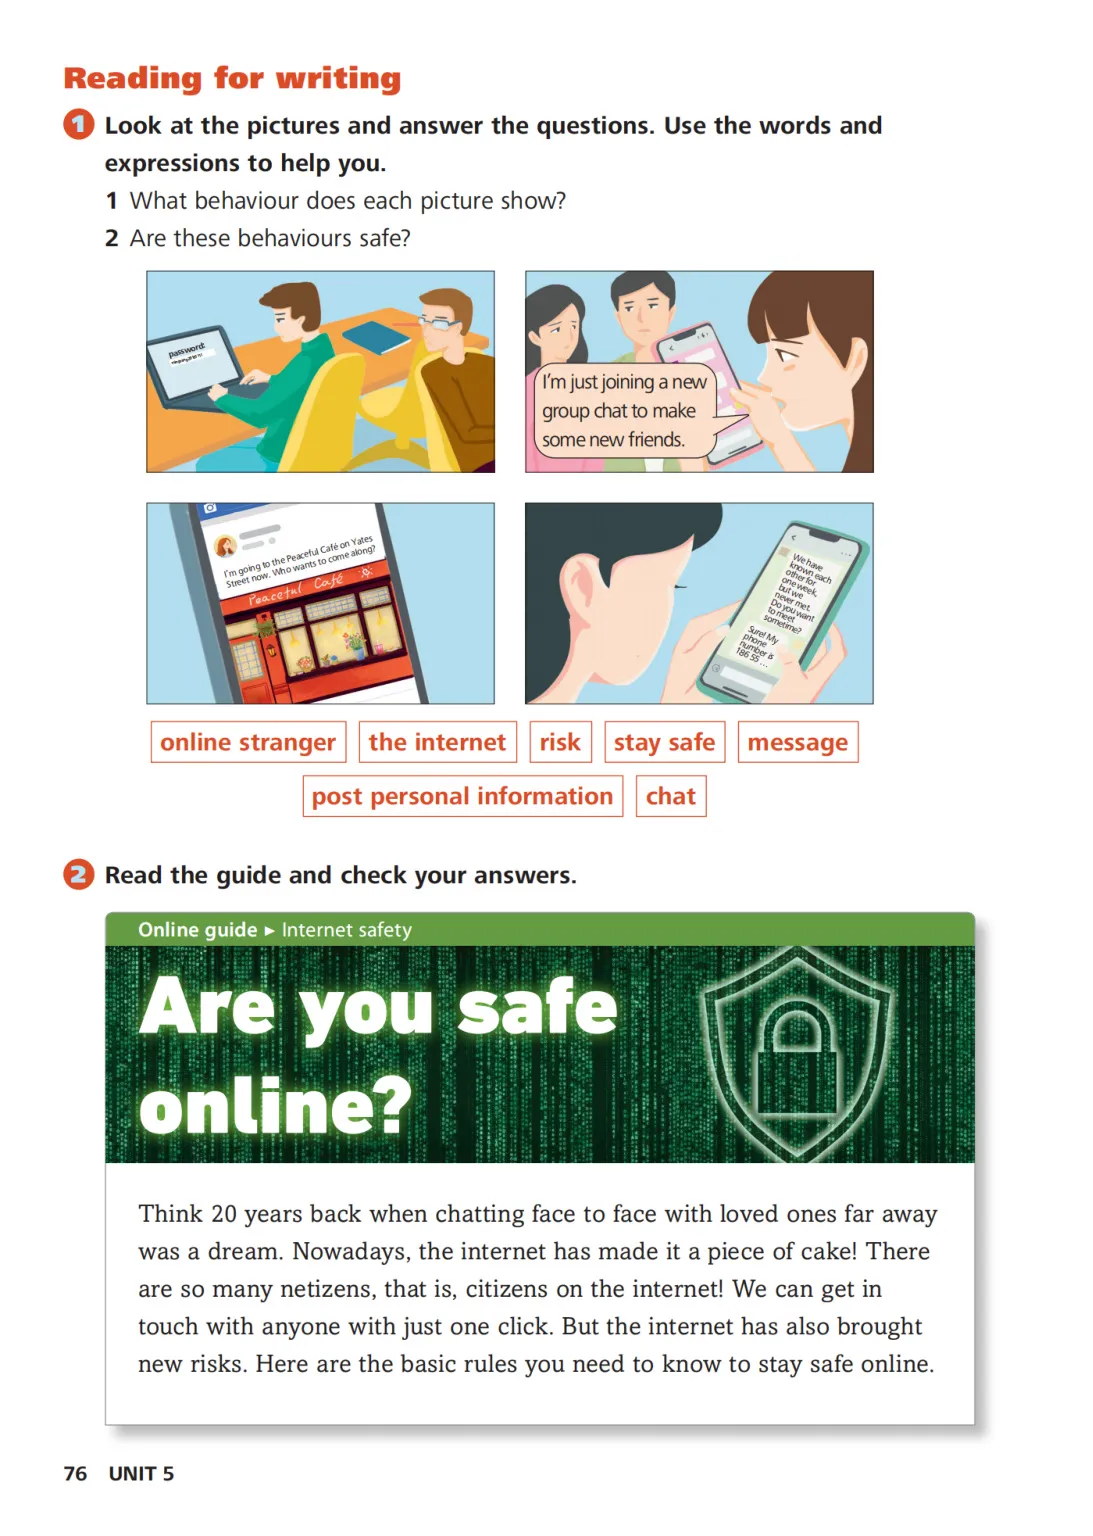 Reading for writing
1 Look at the pictures and answer the questions. Use the words and
expressions to help you.
1 What behaviour does each picture show?
2 Are these behaviours safe?
password:
I'm just joining a new
group chat to make
some new friends.
I'm going to the Peaceful Café on Yates
Street now. Who wants to come along?
Peaceful Café
We have
known each
other for
one week,
but we
never met.
Do you want
to meet
sometime?
Sure! My
phone
number is
186 55 ...
online stranger
the internet
risk
stay safe
message
post personal information
chat
2 Read the guide and check your answers.
Online guide ► Internet safety
Are you safe
online?
Think 20 years back when chatting face to face with loved ones far away
was a dream. Nowadays, the internet has made it a piece of cake! There
are so many netizens, that is, citizens on the internet! We can get in
touch with anyone with just one click. But the internet has also brought
new risks. Here are the basic rules you need to know to stay safe online.
76 UNIT 5